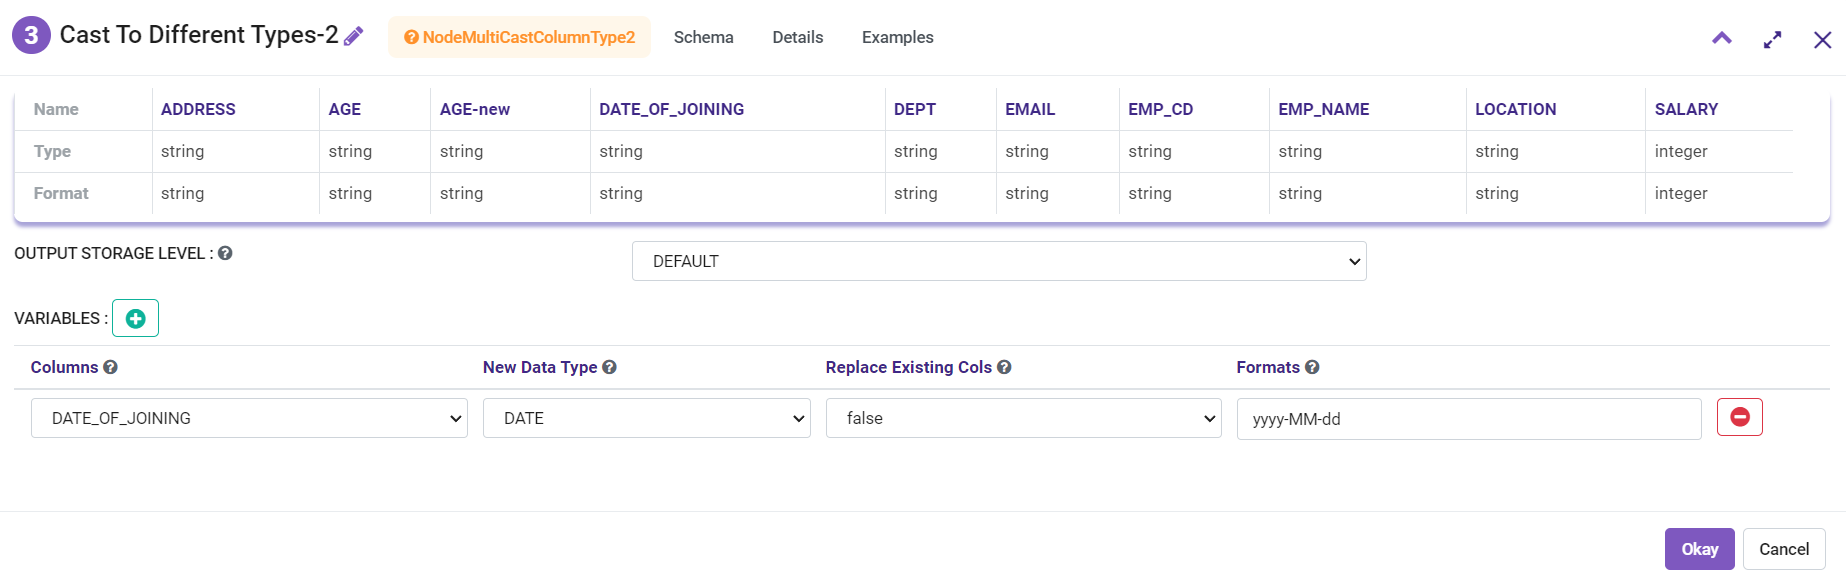 3 Cast To Different Types-2 NodeMultiCastColumnType2 Schema Details Examples
Name ADDRESS AGE AGE-new DATE_OF_JOINING DEPT EMAIL EMP_CD EMP_NAME LOCATION SALARY
Type string string string string string string string string string integer
Format string string string string string string string string string integer
OUTPUT STORAGE LEVEL : DEFAULT
VARIABLES :
Columns New Data Type Replace Existing Cols Formats
DATE_OF_JOINING DATE false yyyy-MM-dd
Okay Cancel